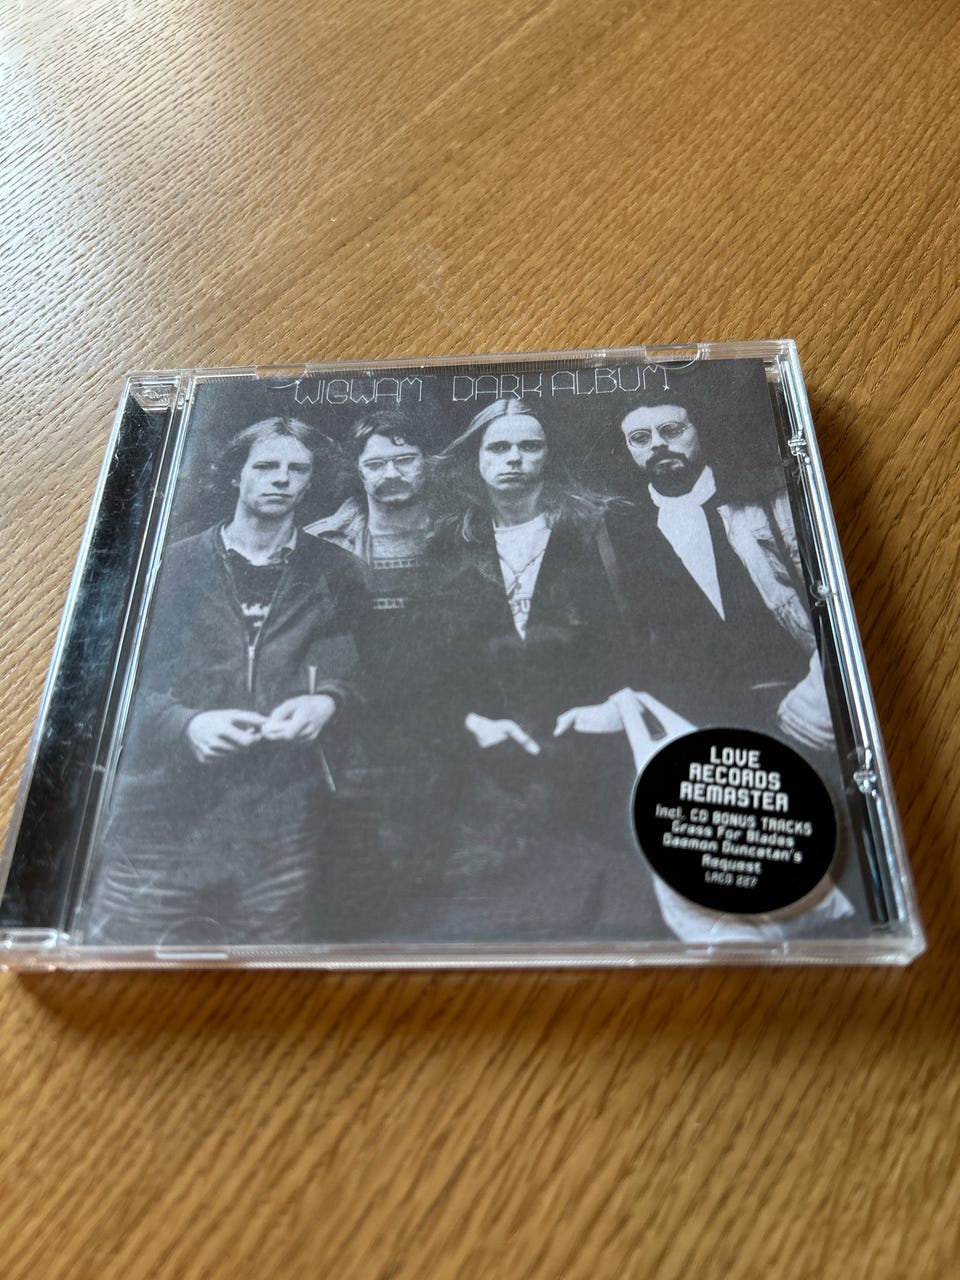 WIGWAM DARK ALBUM
LOVE
RECORDS
REMASTER
Incl. CD BONUS TRACKS
Grass For Blades
Daemon Duncetan's
Request
LRCD 227